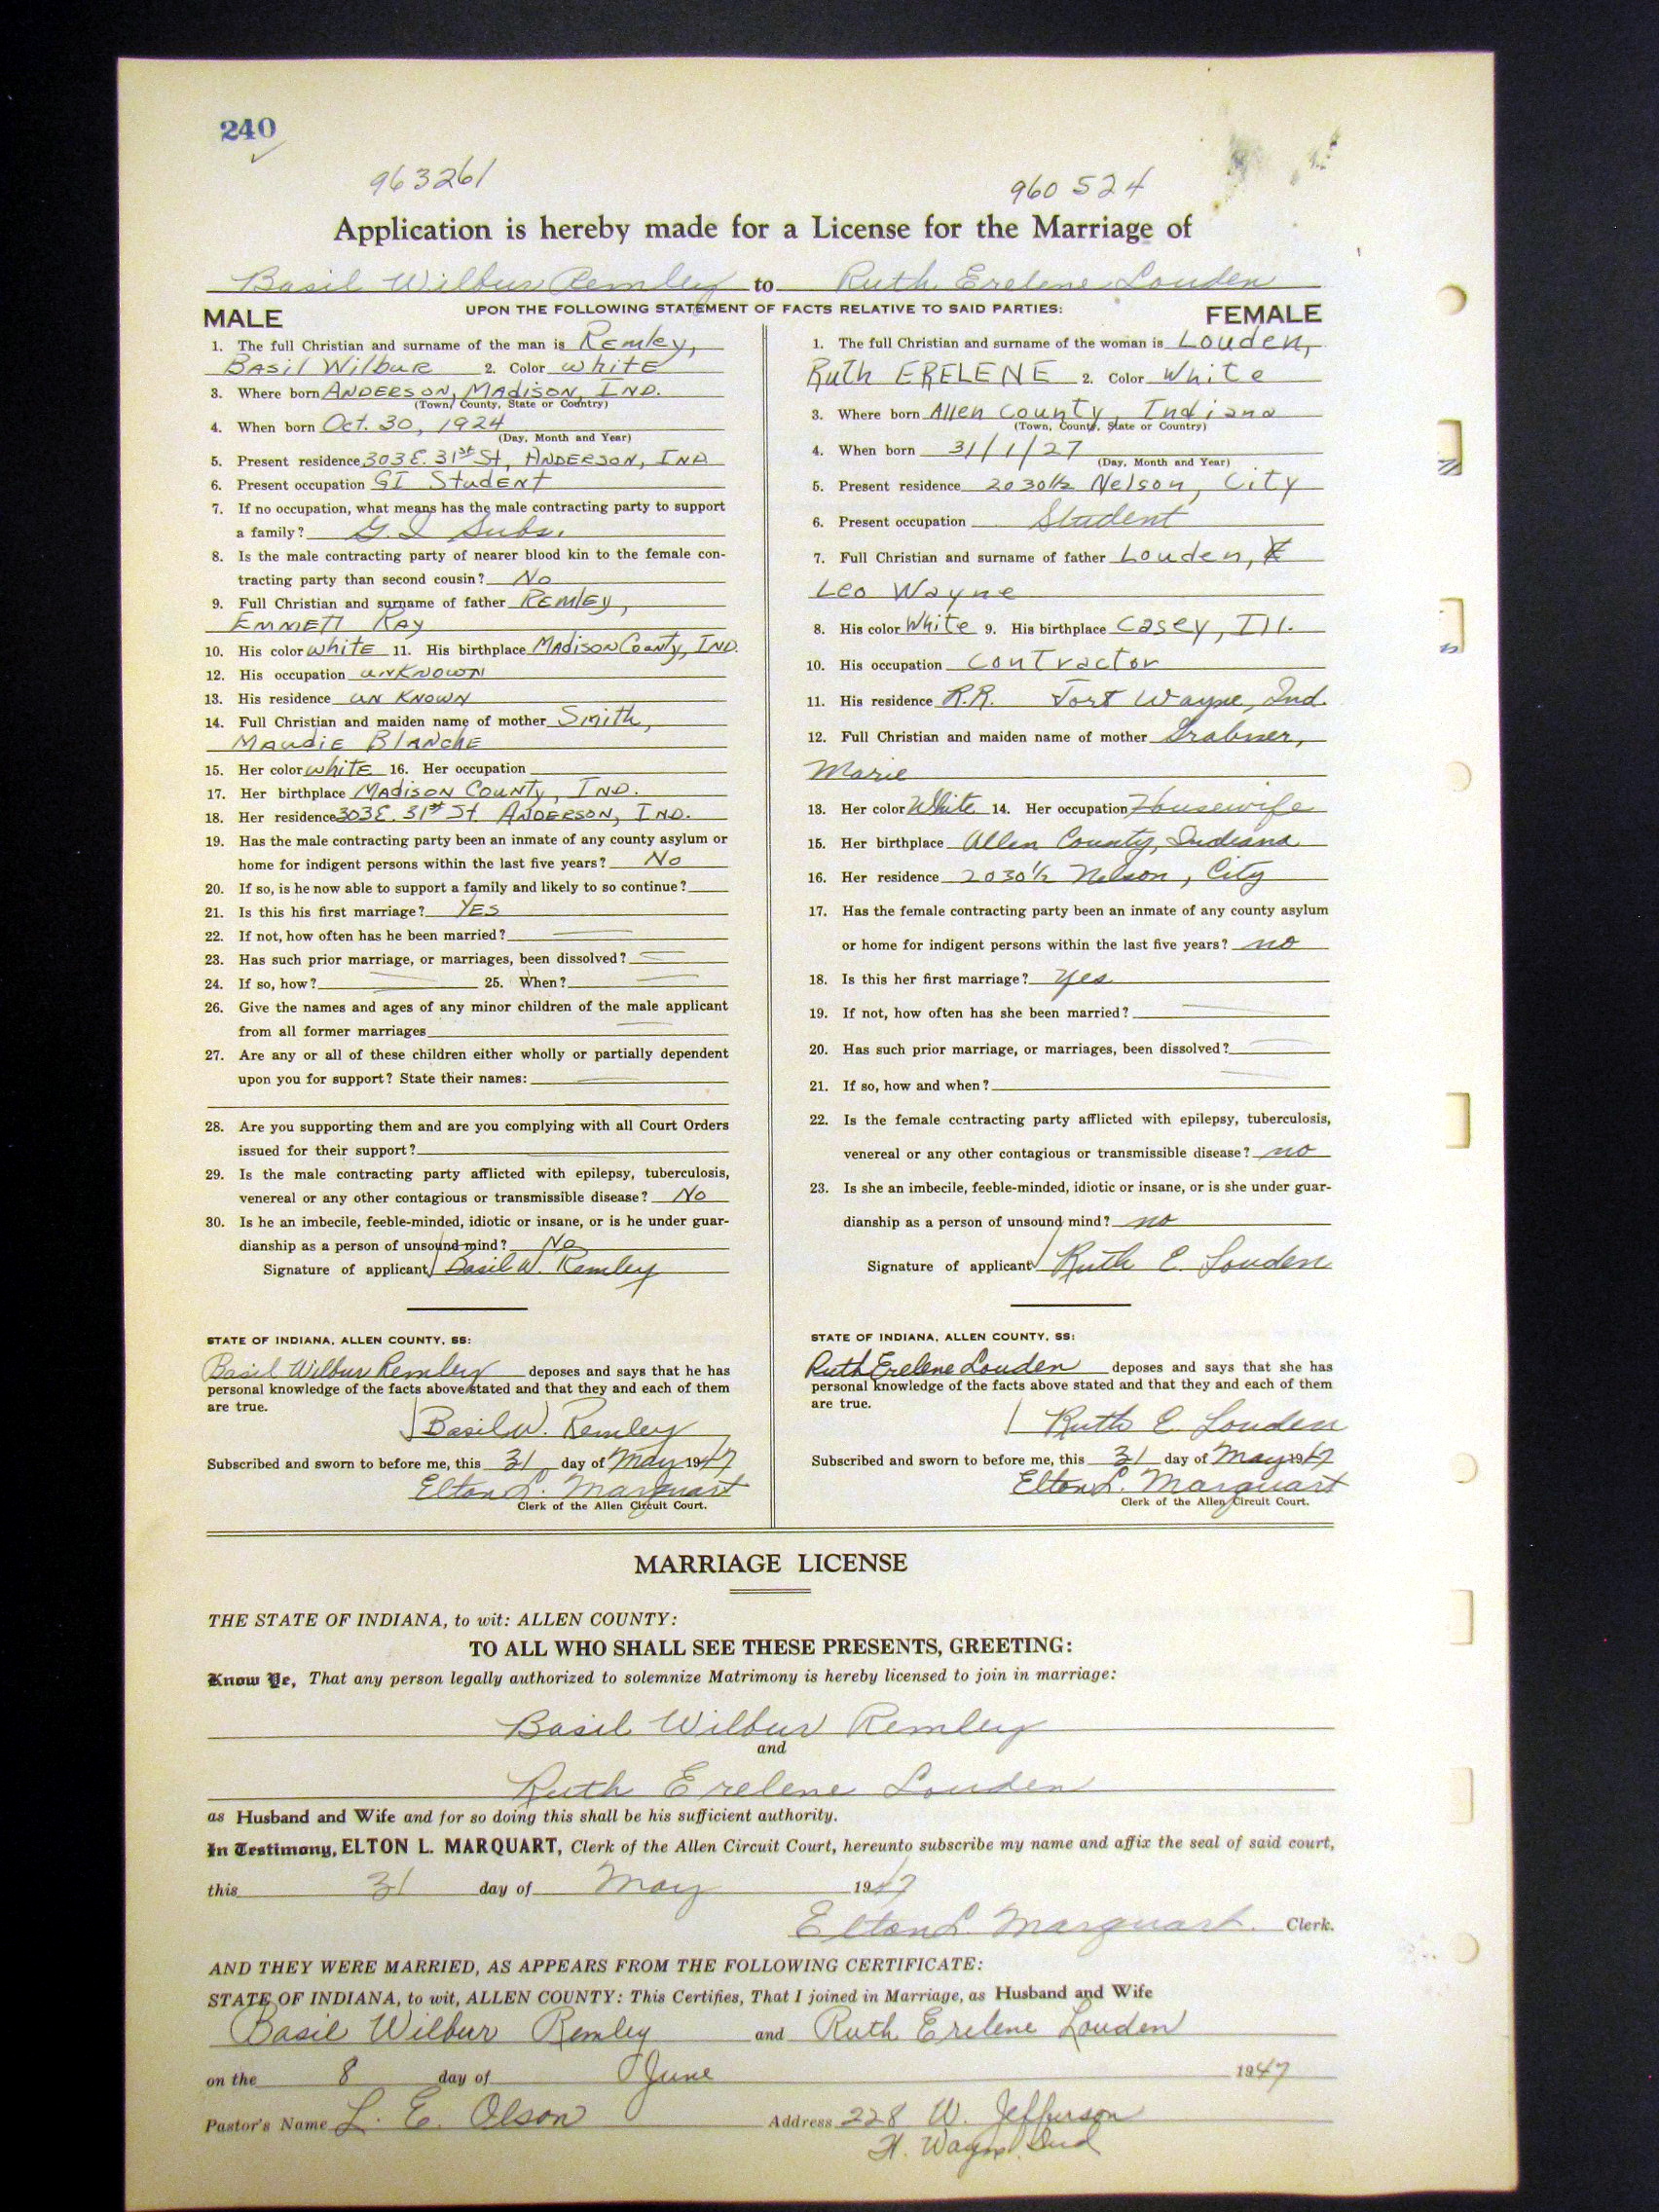 240
963261
960524
Application is hereby made for a License for the Marriage of
Basil Wilbur Remley to Ruth Erelene Louden
UPON THE FOLLOWING STATEMENT OF FACTS RELATIVE TO SAID PARTIES:
MALE
1. The full Christian and surname of the man is Remley,
Basil Wilbur 2. Color White
3. Where born Anderson, Madison, Ind.
(Town, County, State or Country)
4. When born Oct. 30, 1924
(Day, Month and Year)
5. Present residence 303 E. 31st St, Anderson, Ind
6. Present occupation GI Student
7. If no occupation, what means has the male contracting party to support
a family? G.I Subs.
8. Is the male contracting party of nearer blood kin to the female con-
tracting party than second cousin? No
9. Full Christian and surname of father Remley,
Emmett Ray
10. His color white 11. His birthplace Madison County, Ind.
12. His occupation unknown
13. His residence un known
14. Full Christian and maiden name of mother Smith,
Maudie Blanche
15. Her color white 16. Her occupation
17. Her birthplace Madison County, Ind.
18. Her residence 303 E. 31st St Anderson, Ind.
19. Has the male contracting party been an inmate of any county asylum or
home for indigent persons within the last five years? No
20. If so, is he now able to support a family and likely to so continue?
21. Is this his first marriage? Yes
22. If not, how often has he been married?
23. Has such prior marriage, or marriages, been dissolved?
24. If so, how? 25. When?
26. Give the names and ages of any minor children of the male applicant
from all former marriages
27. Are any or all of these children either wholly or partially dependent
upon you for support? State their names:
28. Are you supporting them and are you complying with all Court Orders
issued for their support?
29. Is the male contracting party afflicted with epilepsy, tuberculosis,
venereal or any other contagious or transmissible disease? No
30. Is he an imbecile, feeble-minded, idiotic or insane, or is he under guar-
dianship as a person of unsound mind? No
Signature of applicant Basil W. Remley
STATE OF INDIANA, ALLEN COUNTY, SS:
Basil Wilbur Remley deposes and says that he has
personal knowledge of the facts above stated and that they and each of them
are true.
Basil W. Remley
Subscribed and sworn to before me, this 31 day of May 1947
Elton L. Marquart
Clerk of the Allen Circuit Court.
FEMALE
1. The full Christian and surname of the woman is Louden,
Ruth ERELENE 2. Color White
3. Where born Allen County, Indiana
(Town, County, State or Country)
4. When born 31/1/27
(Day, Month and Year)
5. Present residence 2030½ Nelson, City
6. Present occupation Student
7. Full Christian and surname of father Louden,
Leo Wayne
8. His color White 9. His birthplace Casey, Ill.
10. His occupation Contractor
11. His residence R.R. Fort Wayne, Ind.
12. Full Christian and maiden name of mother Grabner,
Marie
13. Her color White 14. Her occupation Housewife
15. Her birthplace Allen County, Indiana
16. Her residence 2030½ Nelson, City
17. Has the female contracting party been an inmate of any county asylum
or home for indigent persons within the last five years? no
18. Is this her first marriage? yes
19. If not, how often has she been married?
20. Has such prior marriage, or marriages, been dissolved?
21. If so, how and when?
22. Is the female contracting party afflicted with epilepsy, tuberculosis,
venereal or any other contagious or transmissible disease? no
23. Is she an imbecile, feeble-minded, idiotic or insane, or is she under guar-
dianship as a person of unsound mind? no
Signature of applicant Ruth E. Louden
STATE OF INDIANA, ALLEN COUNTY, SS:
Ruth Erelene Louden deposes and says that she has
personal knowledge of the facts above stated and that they and each of them
are true.
Ruth E. Louden
Subscribed and sworn to before me, this 31 day of May 1947
Elton L. Marquart
Clerk of the Allen Circuit Court.
MARRIAGE LICENSE
THE STATE OF INDIANA, to wit: ALLEN COUNTY:
TO ALL WHO SHALL SEE THESE PRESENTS, GREETING:
Know Ye, That any person legally authorized to solemnize Matrimony is hereby licensed to join in marriage:
Basil Wilbur Remley
and
Ruth Erelene Louden
as Husband and Wife and for so doing this shall be his sufficient authority.
In Testimony, ELTON L. MARQUART, Clerk of the Allen Circuit Court, hereunto subscribe my name and affix the seal of said court,
this 31 day of May 1947
Elton L. Marquart Clerk.
AND THEY WERE MARRIED, AS APPEARS FROM THE FOLLOWING CERTIFICATE:
STATE OF INDIANA, to wit, ALLEN COUNTY: This Certifies, That I joined in Marriage, as Husband and Wife
Basil Wilbur Remley and Ruth Erelene Louden
on the 8 day of June 1947
Pastor's Name L. E. Olson Address 228 W. Jefferson
Ft. Wayne Ind